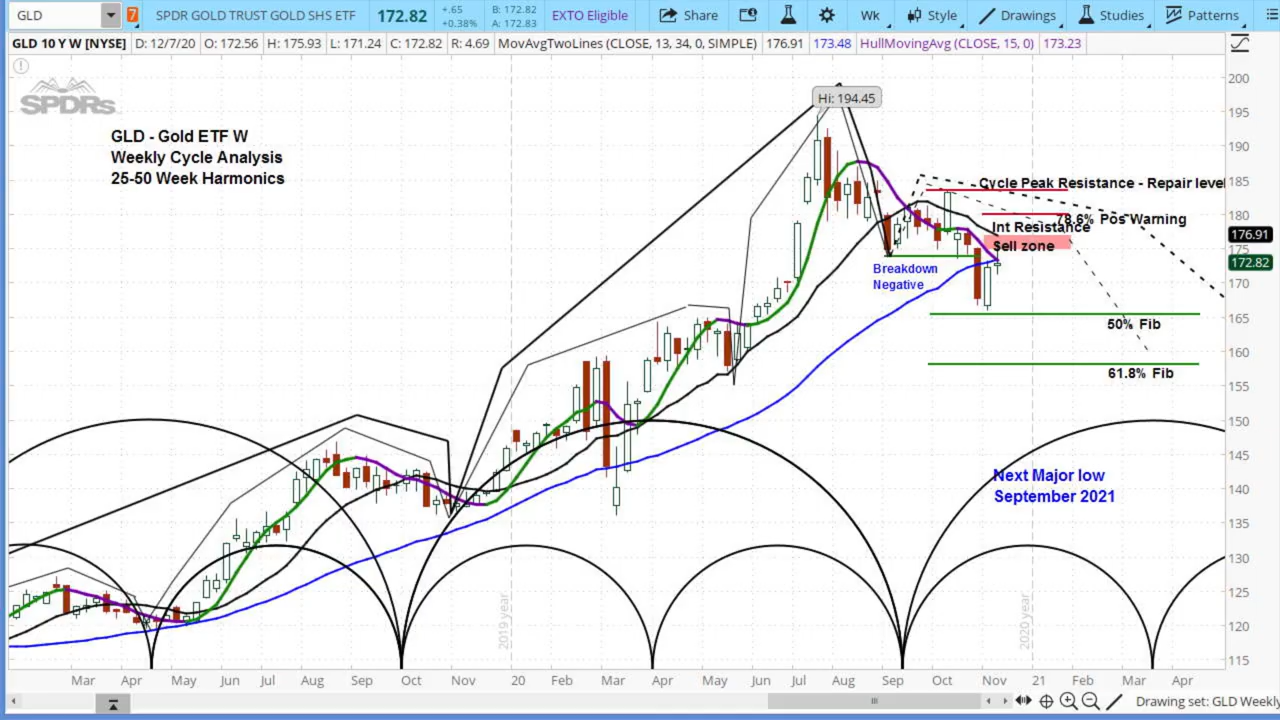 GLD 7 SPDR GOLD TRUST GOLD SHS ETF 172.82 +.65 +0.38% B: 172.82 A: 172.83 EXTO Eligible Share Wk Style Drawings Studies Patterns
GLD 10 Y W [NYSE] D: 12/7/20 O: 172.56 H: 175.93 L: 171.24 C: 172.82 R: 4.69 MovAvgTwoLines (CLOSE, 13, 34, 0, SIMPLE) 176.91 173.48 HullMovingAvg (CLOSE, 15, 0) 173.23
SPDRs
GLD - Gold ETF W
Weekly Cycle Analysis
25-50 Week Harmonics
Hi: 194.45
Cycle Peak Resistance - Repair level
78.6% Pos Warning
Int Resistance
Sell zone
Breakdown
Negative
50% Fib
61.8% Fib
Next Major low
September 2021
200
195
190
185
180
176.91
175
172.82
170
165
160
155
150
145
140
135
130
125
120
115
2019 year
2020 year
Mar Apr May Jun Jul Aug Sep Oct Nov 20 Feb Mar Apr May Jun Jul Aug Sep Oct Nov 21 Feb Mar Apr
Drawing set: GLD Weekly